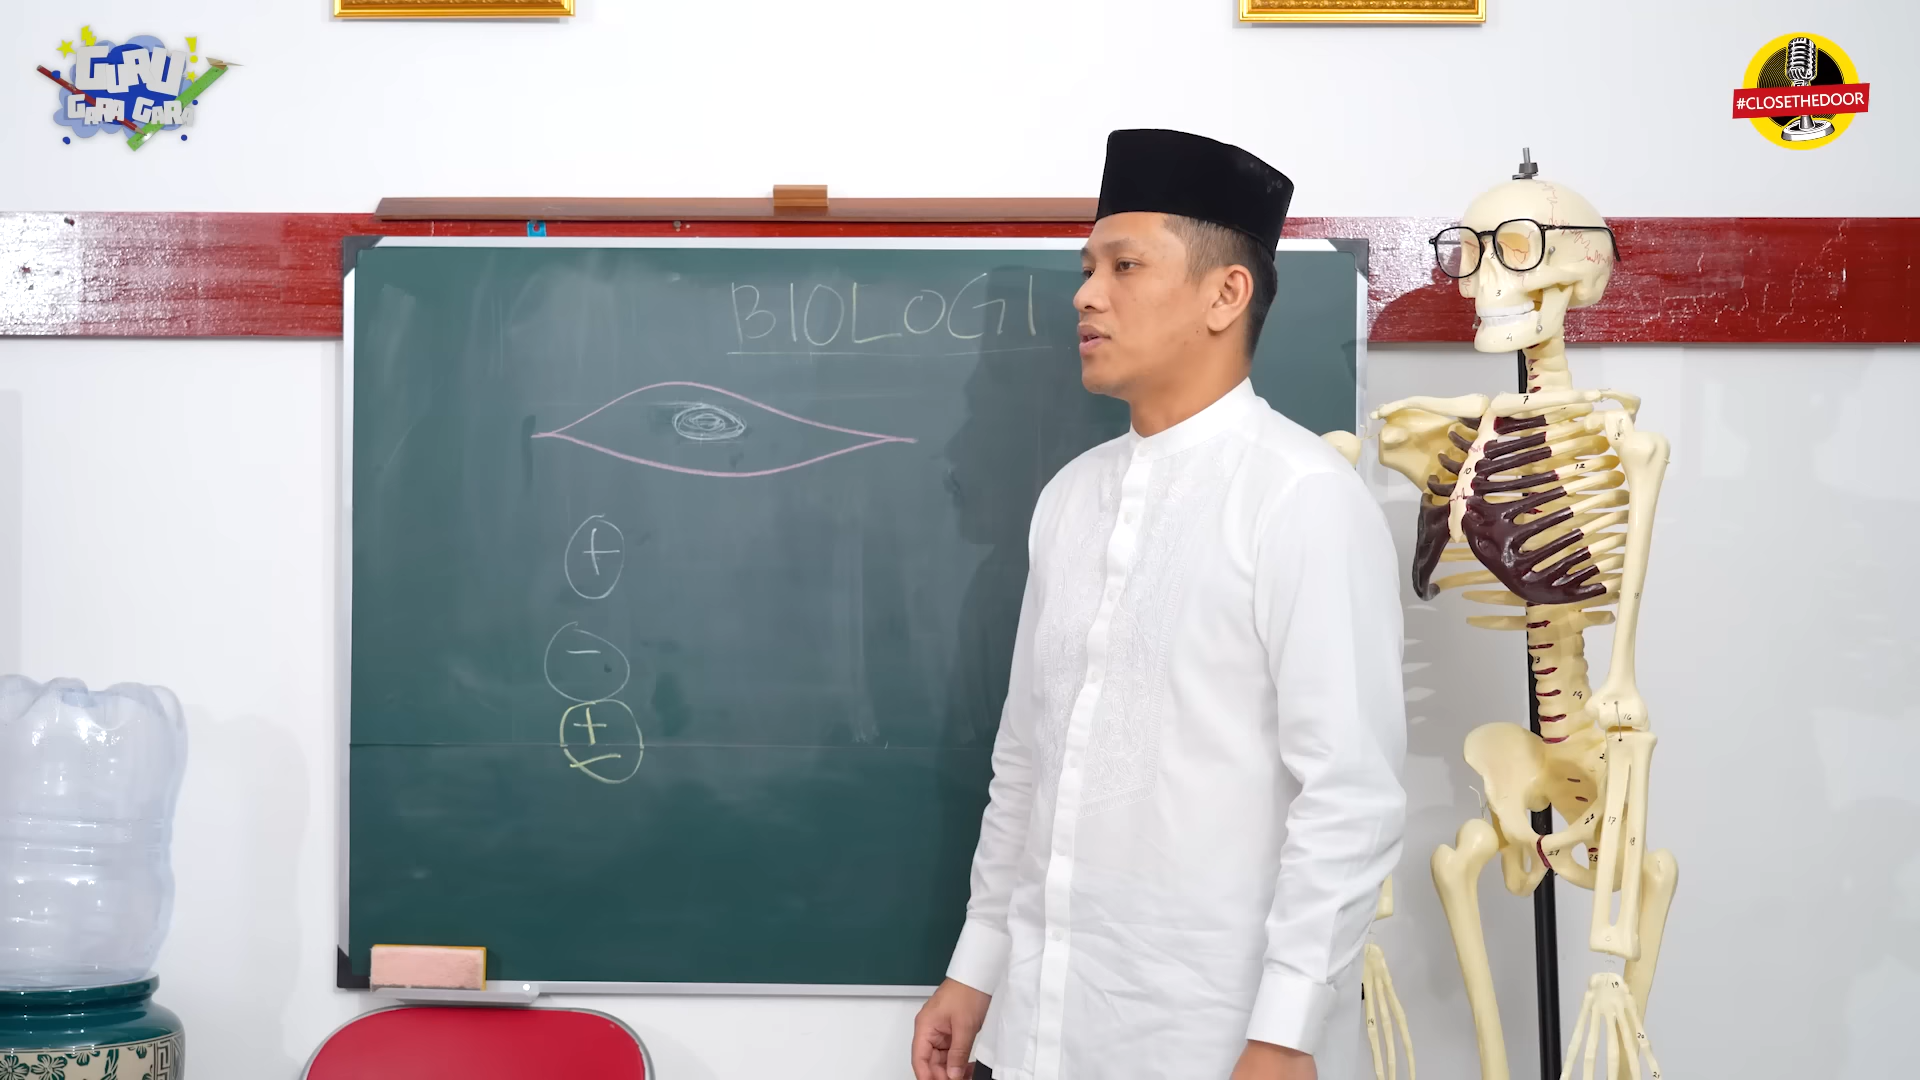 GURU
GARA GARA
#CLOSETHEDOOR
BIOLOGI
+
−
+
−